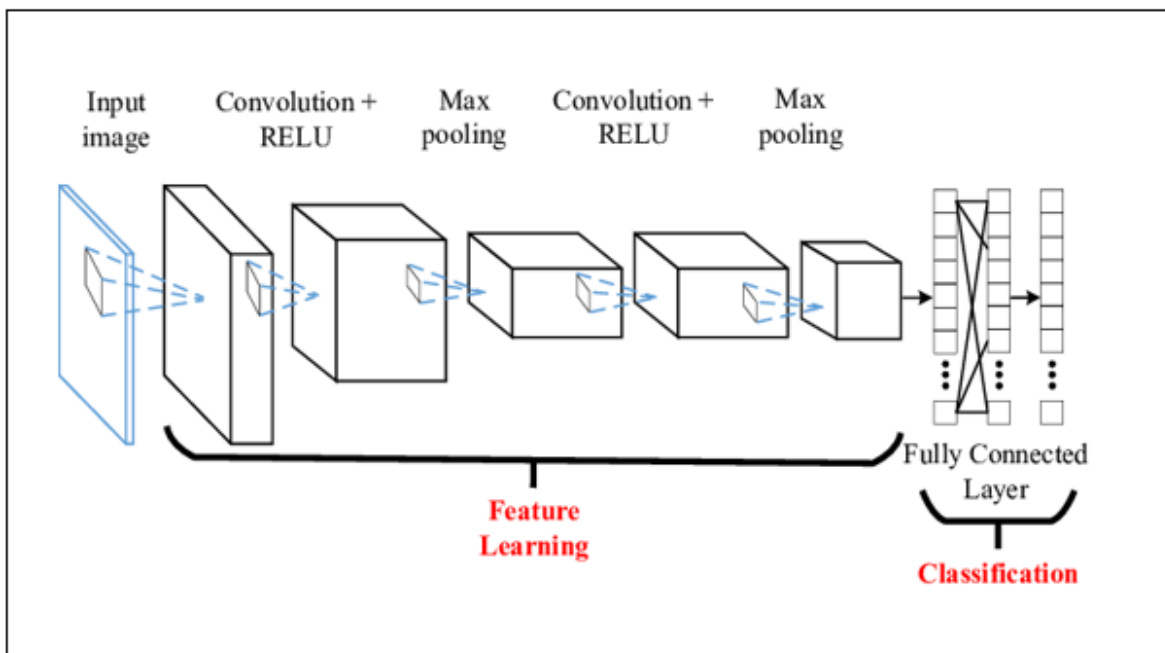 Input
image
Convolution +
RELU
Max
pooling
Convolution +
RELU
Max
pooling
Fully Connected
Layer
Feature
Learning
Classification